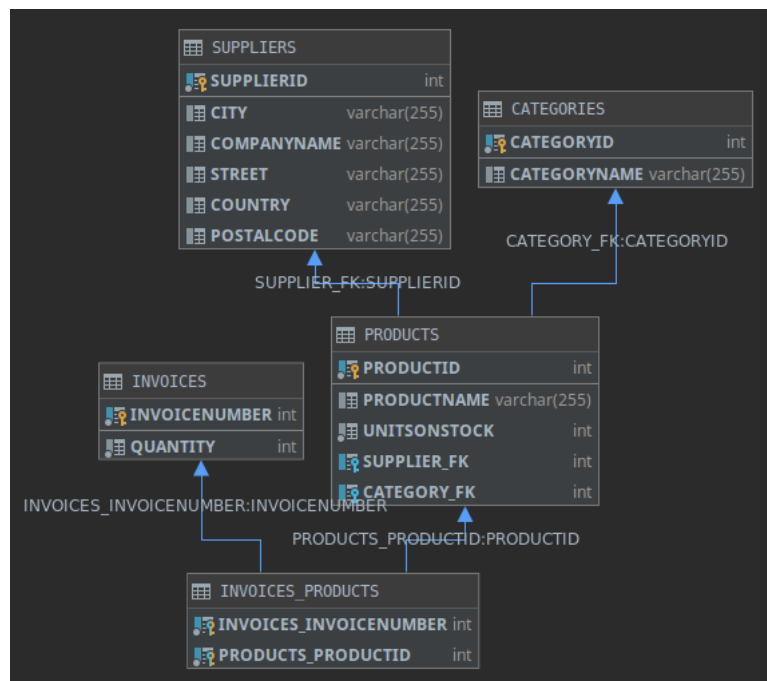 SUPPLIERS
SUPPLIERID int
CITY varchar(255)
COMPANYNAME varchar(255)
STREET varchar(255)
COUNTRY varchar(255)
POSTALCODE varchar(255)
CATEGORIES
CATEGORYID int
CATEGORYNAME varchar(255)
CATEGORY_FK:CATEGORYID
SUPPLIER_FK:SUPPLIERID
PRODUCTS
PRODUCTID int
PRODUCTNAME varchar(255)
UNITSONSTOCK int
SUPPLIER_FK int
CATEGORY_FK int
INVOICES
INVOICENUMBER int
QUANTITY int
INVOICES_INVOICENUMBER:INVOICENUMBER
PRODUCTS_PRODUCTID:PRODUCTID
INVOICES_PRODUCTS
INVOICES_INVOICENUMBER int
PRODUCTS_PRODUCTID int